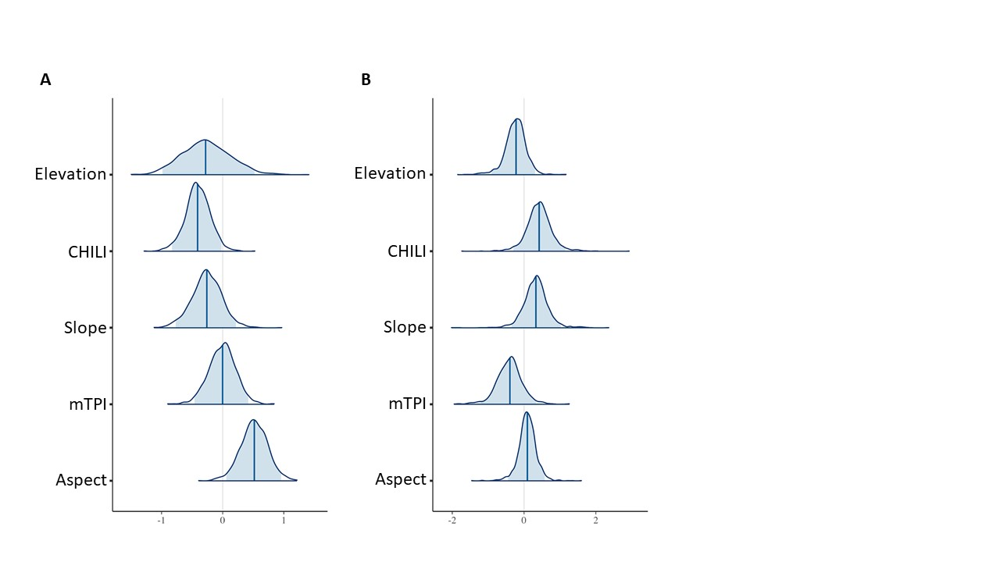 A
Elevation
CHILI
Slope
mTPI
Aspect
-1 0 1
B
Elevation
CHILI
Slope
mTPI
Aspect
-2 0 2